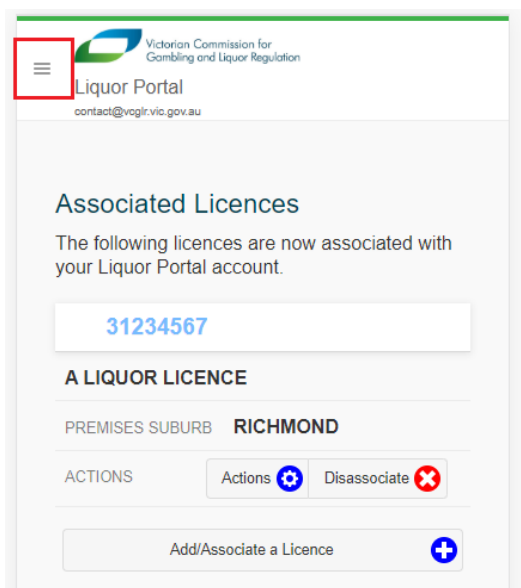 Victorian Commission for
Gambling and Liquor Regulation
Liquor Portal
contact@vcglr.vic.gov.au
Associated Licences
The following licences are now associated with
your Liquor Portal account.
31234567
A LIQUOR LICENCE
PREMISES SUBURB RICHMOND
ACTIONS Actions Disassociate
Add/Associate a Licence